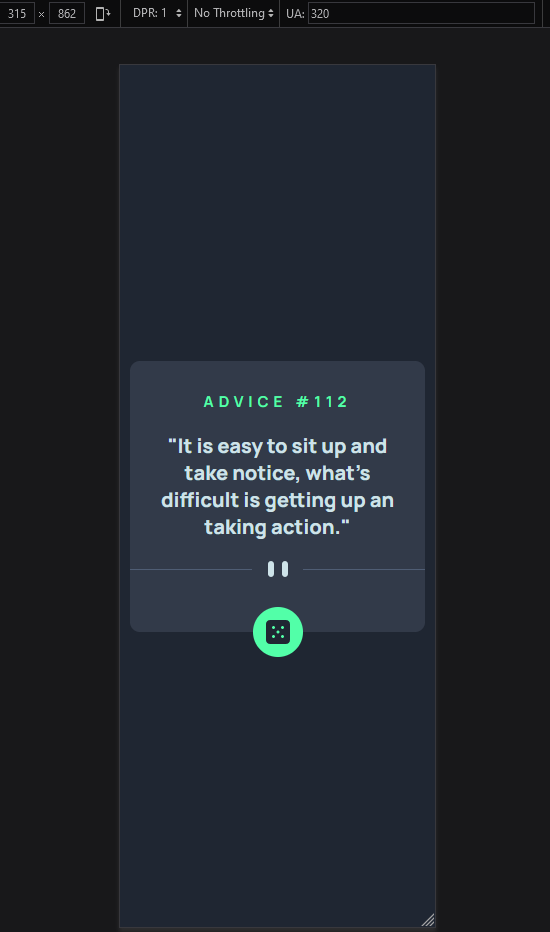 315 × 862 DPR: 1 No Throttling UA: 320
ADVICE #112
"It is easy to sit up and
take notice, what's
difficult is getting up an
taking action."